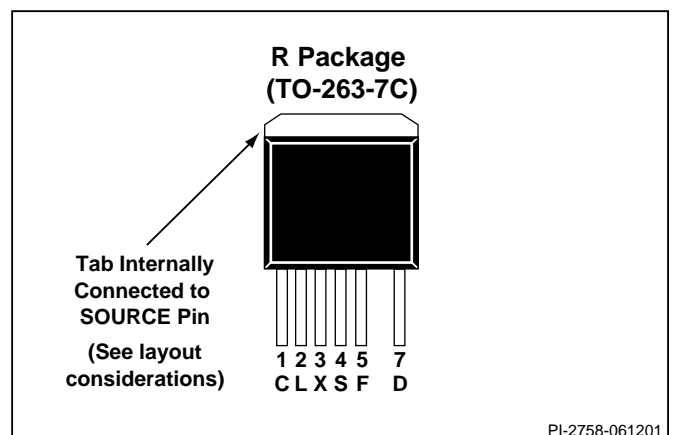 R Package
(TO-263-7C)
Tab Internally
Connected to
SOURCE Pin
(See layout
considerations)
1 2 3 4 5 7
C L X S F D
PI-2758-061201